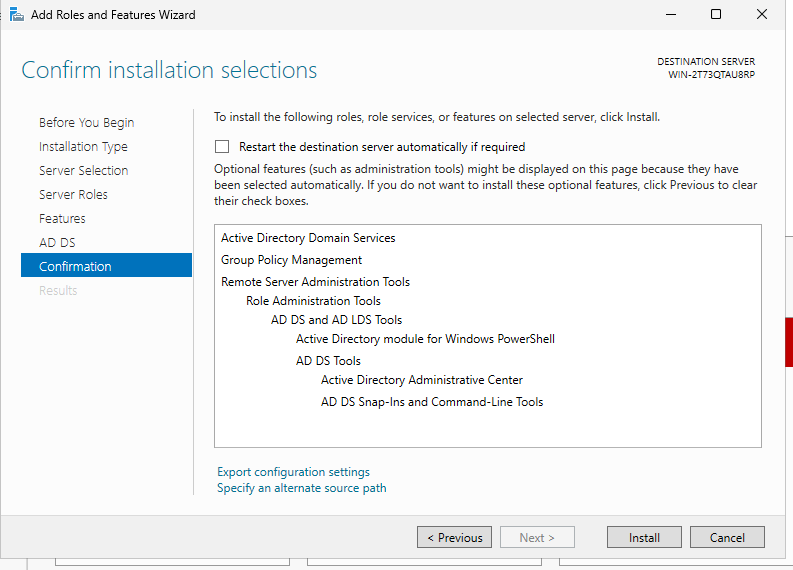 Add Roles and Features Wizard
Confirm installation selections
DESTINATION SERVER
WIN-2T73QTAU8RP
Before You Begin
Installation Type
Server Selection
Server Roles
Features
AD DS
Confirmation
Results
To install the following roles, role services, or features on selected server, click Install.
Restart the destination server automatically if required
Optional features (such as administration tools) might be displayed on this page because they have
been selected automatically. If you do not want to install these optional features, click Previous to clear
their check boxes.
Active Directory Domain Services
Group Policy Management
Remote Server Administration Tools
Role Administration Tools
AD DS and AD LDS Tools
Active Directory module for Windows PowerShell
AD DS Tools
Active Directory Administrative Center
AD DS Snap-Ins and Command-Line Tools
Export configuration settings
Specify an alternate source path
< Previous
Next >
Install
Cancel